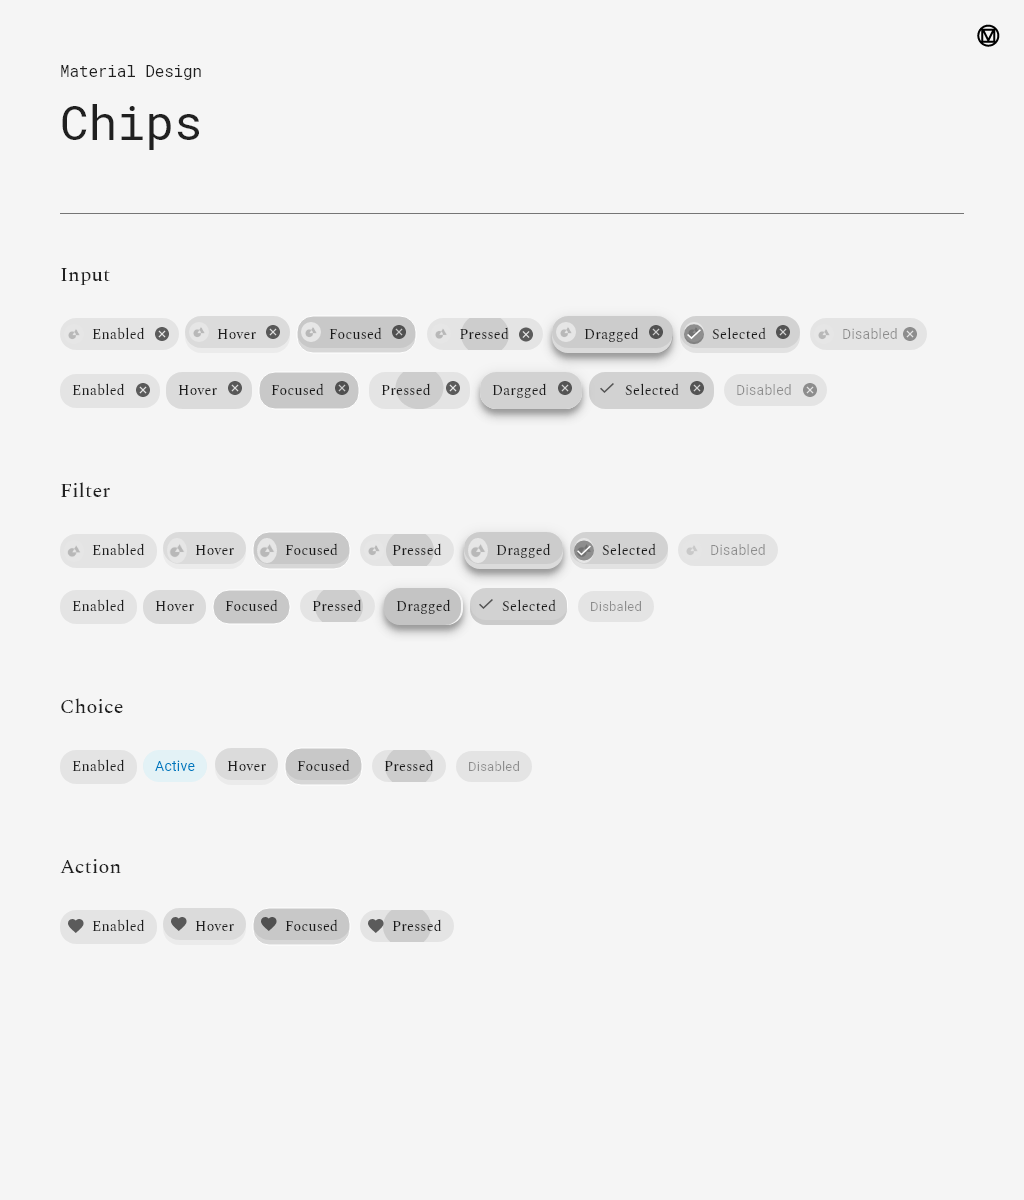 Material Design
Chips
Input
Enabled Hover Focused Pressed Dragged Selected Disabled
Enabled Hover Focused Pressed Dargged Selected Disabled
Filter
Enabled Hover Focused Pressed Dragged Selected Disabled
Enabled Hover Focused Pressed Dragged Selected Disbaled
Choice
Enabled Active Hover Focused Pressed Disabled
Action
Enabled Hover Focused Pressed